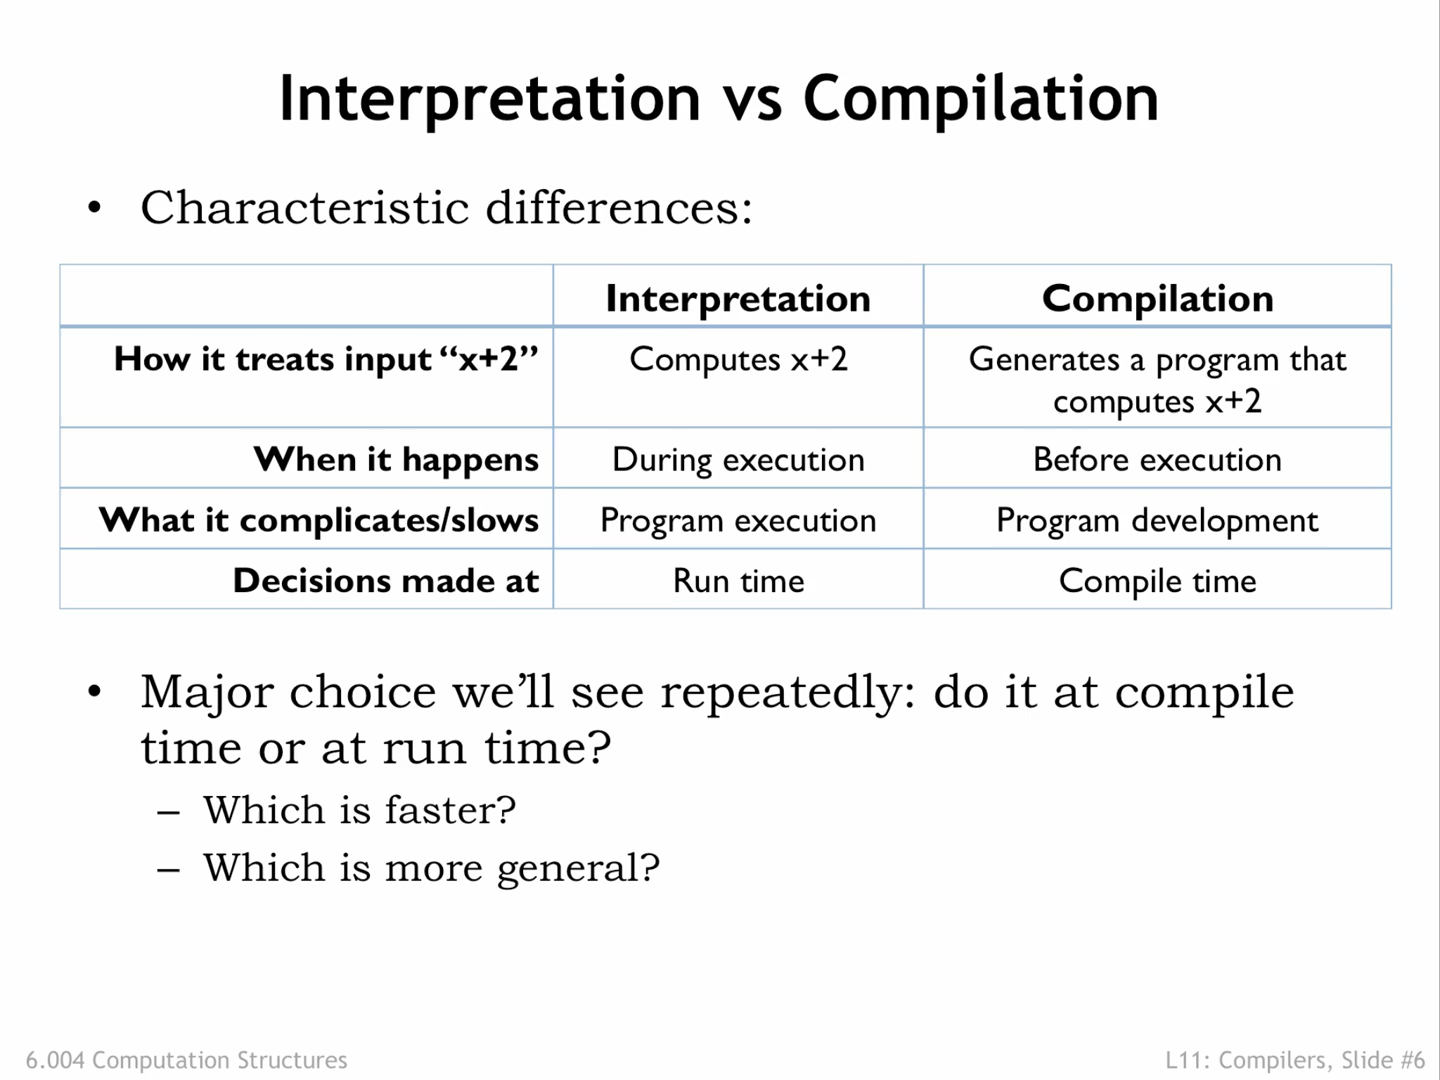 Interpretation vs Compilation
• Characteristic differences:
Interpretation Compilation
How it treats input “x+2” Computes x+2 Generates a program that
computes x+2
When it happens During execution Before execution
What it complicates/slows Program execution Program development
Decisions made at Run time Compile time
• Major choice we’ll see repeatedly: do it at compile
time or at run time?
– Which is faster?
– Which is more general?
6.004 Computation Structures L11: Compilers, Slide #6